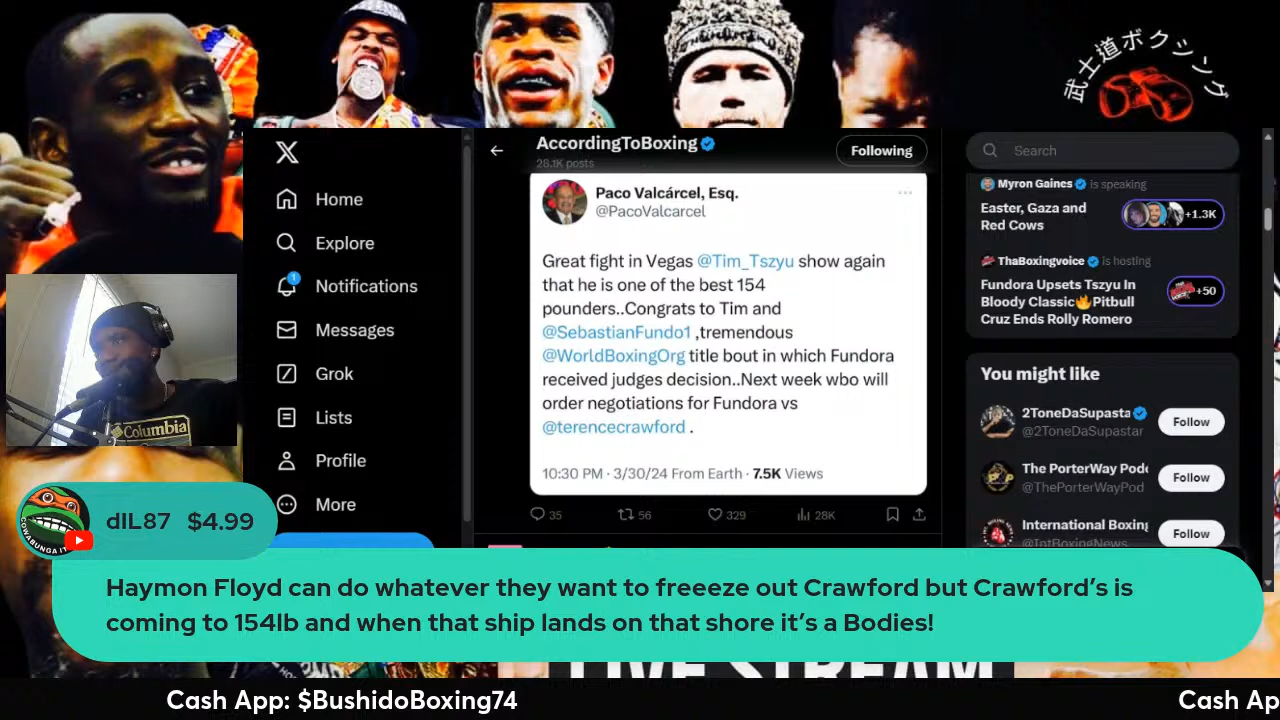 武士道ボクシング
X
Home
Explore
1
Notifications
Messages
Grok
Lists
Profile
More
AccordingToBoxing
28.1K posts
Following
Paco Valcárcel, Esq.
@PacoValcarcel
Great fight in Vegas @Tim_Tszyu show again
that he is one of the best 154
pounders..Congrats to Tim and
@SebastianFundo1 ,tremendous
@WorldBoxingOrg title bout in which Fundora
received judges decision..Next week wbo will
order negotiations for Fundora vs
@terencecrawford .
10:30 PM · 3/30/24 From Earth · 7.5K Views
35 56 329 28K
Search
Myron Gaines is speaking
Easter, Gaza and
Red Cows
+1.3K
ThaBoxingvoice is hosting
Fundora Upsets Tszyu In
Bloody Classic🔥Pitbull
Cruz Ends Rolly Romero
+50
You might like
2ToneDaSupasta
@2ToneDaSupastar
Follow
The PorterWay Pod
@ThePorterWayPod
Follow
International Boxing
@IntBoxingNews
Follow
Columbia
COWABUNGA IT
dIL87 $4.99
Haymon Floyd can do whatever they want to freeeze out Crawford but Crawford’s is
coming to 154lb and when that ship lands on that shore it’s a Bodies!
LIVE STREAM
Cash App: $BushidoBoxing74
Cash Ap